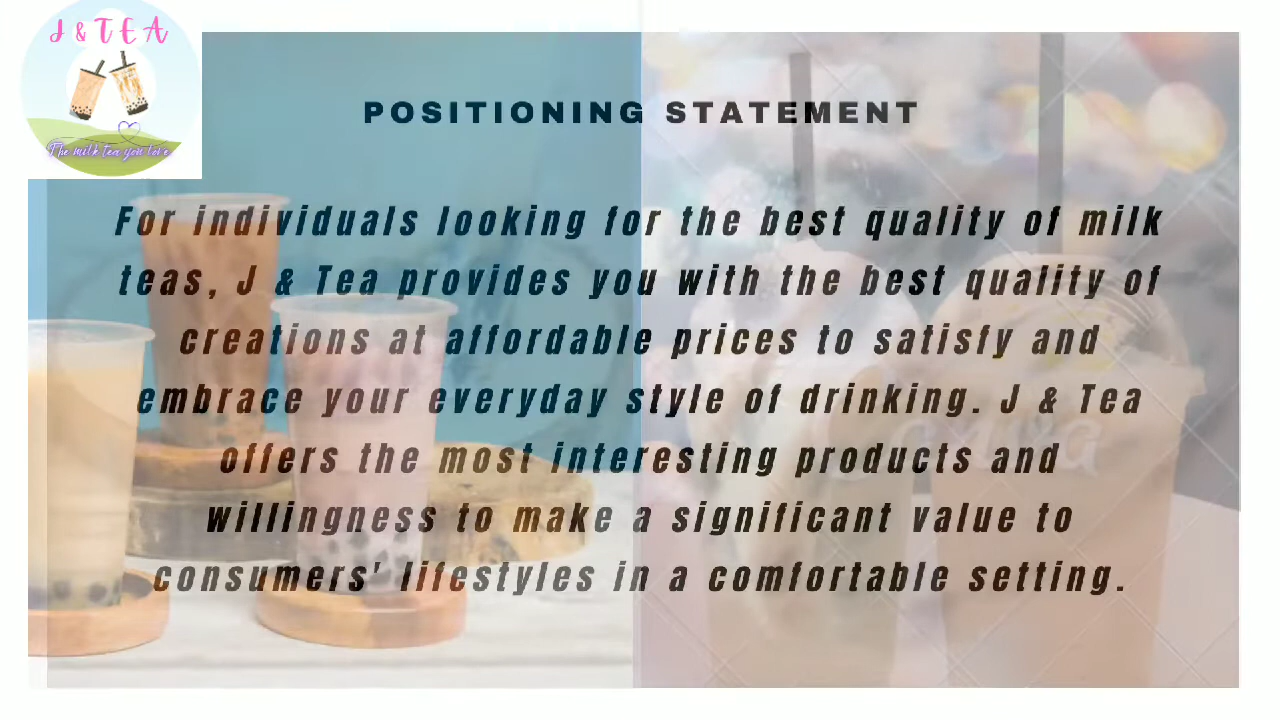 J & TEA
The milk tea you love
POSITIONING STATEMENT
For individuals looking for the best quality of milk
teas, J & Tea provides you with the best quality of
creations at affordable prices to satisfy and
embrace your everyday style of drinking. J & Tea
offers the most interesting products and
willingness to make a significant value to
consumers' lifestyles in a comfortable setting.